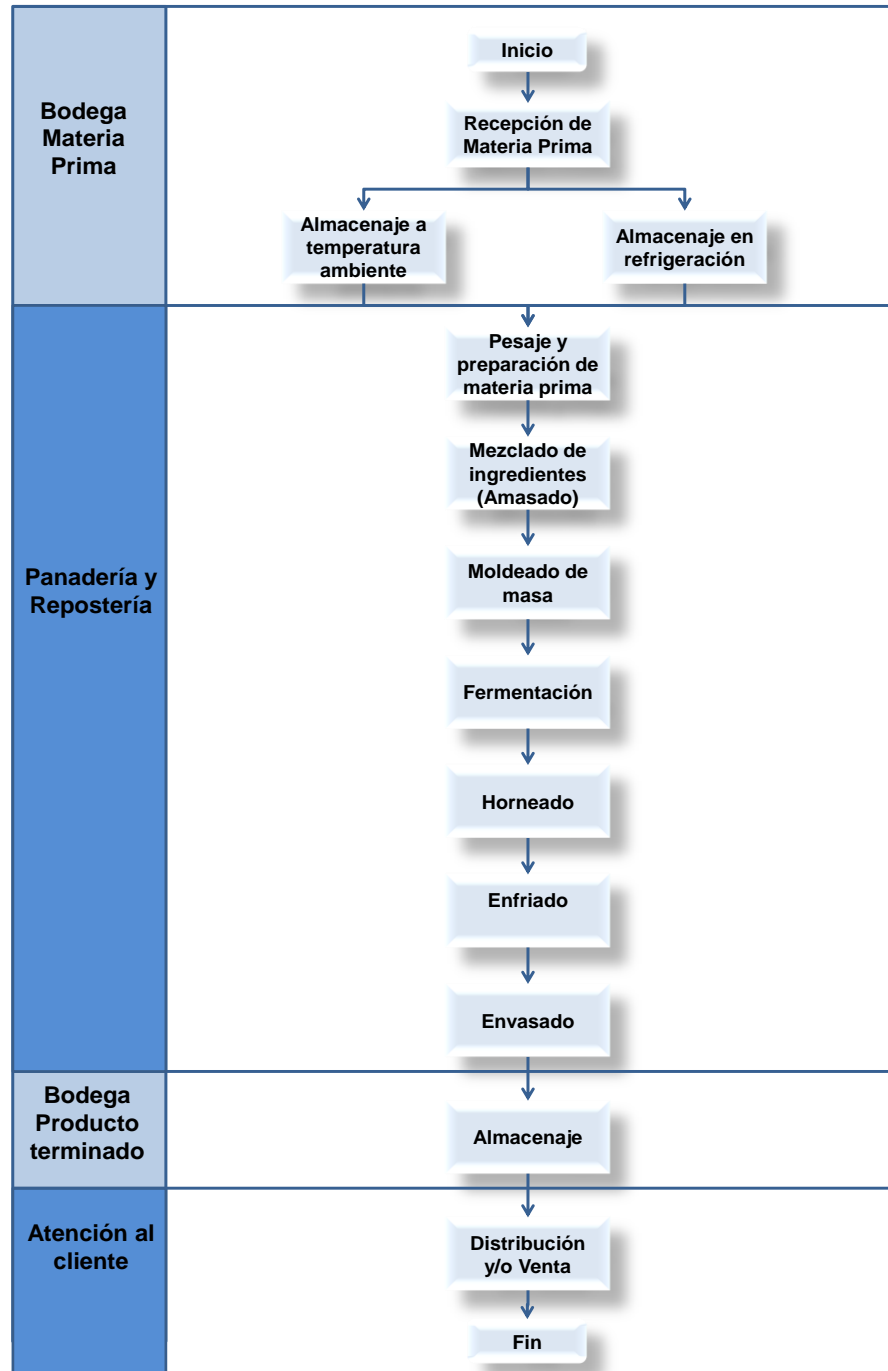 Bodega
Materia
Prima
Inicio
Recepción de
Materia Prima
Almacenaje a
temperatura
ambiente
Almacenaje en
refrigeración
Panadería y
Repostería
Pesaje y
preparación de
materia prima
Mezclado de
ingredientes
(Amasado)
Moldeado de
masa
Fermentación
Horneado
Enfriado
Envasado
Bodega
Producto
terminado
Almacenaje
Atención al
cliente
Distribución
y/o Venta
Fin